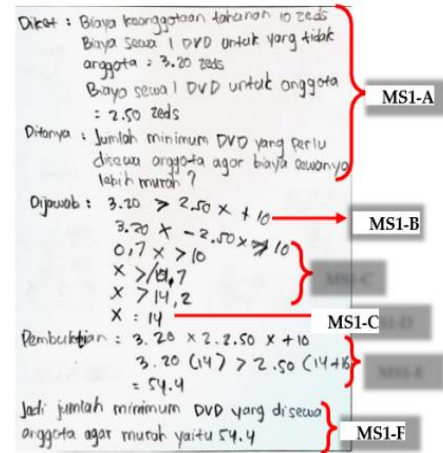 Diket : Biaya keanggotaan tahunan 10 zeds
Biaya sewa 1 DVD untuk yang tidak
anggota : 3.20 zeds
Biaya sewa 1 DVD untuk anggota
: 2.50 zeds
MS1-A
Ditanya : Jumlah minimum DVD yang perlu
disewa anggota agar biaya sewanya
lebih murah ?
Dijawab : 3.20 > 2.50 x + 10
MS1-B
3.20 x - 2.50 x > 10
0,7 x > 10
x > 10,7
x > 14,2
MS1-C
x : 14
MS1-C
MS1-D
Pembuktian : 3.20 x 2.2.50 x + 10
3.20 (14) > 2.50 (14+10
= 54.4
MS1-E
Jadi jumlah minimum DVD yang disewa
anggota agar murah yaitu 54.4
MS1-F